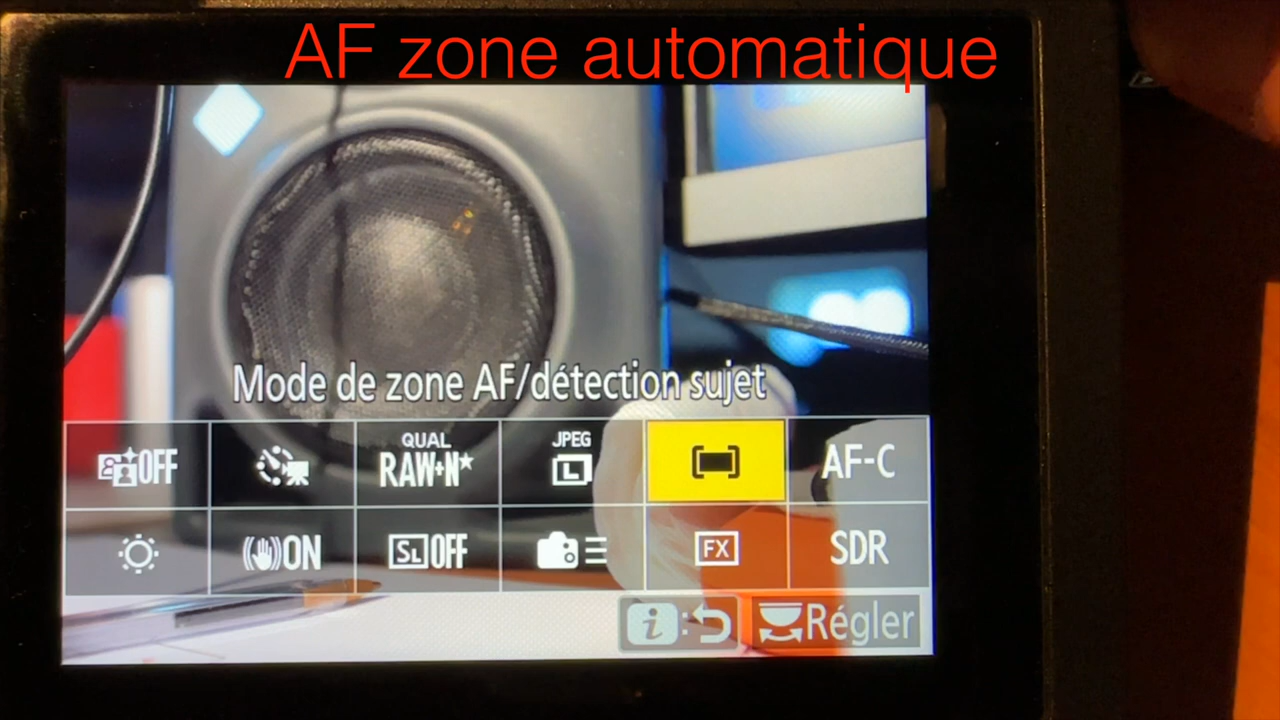 AF zone automatique
Mode de zone AF/détection sujet
OFF
QUAL
RAW+N★
JPEG
L
AF-C
ON
SL OFF
FX
SDR
i : Régler